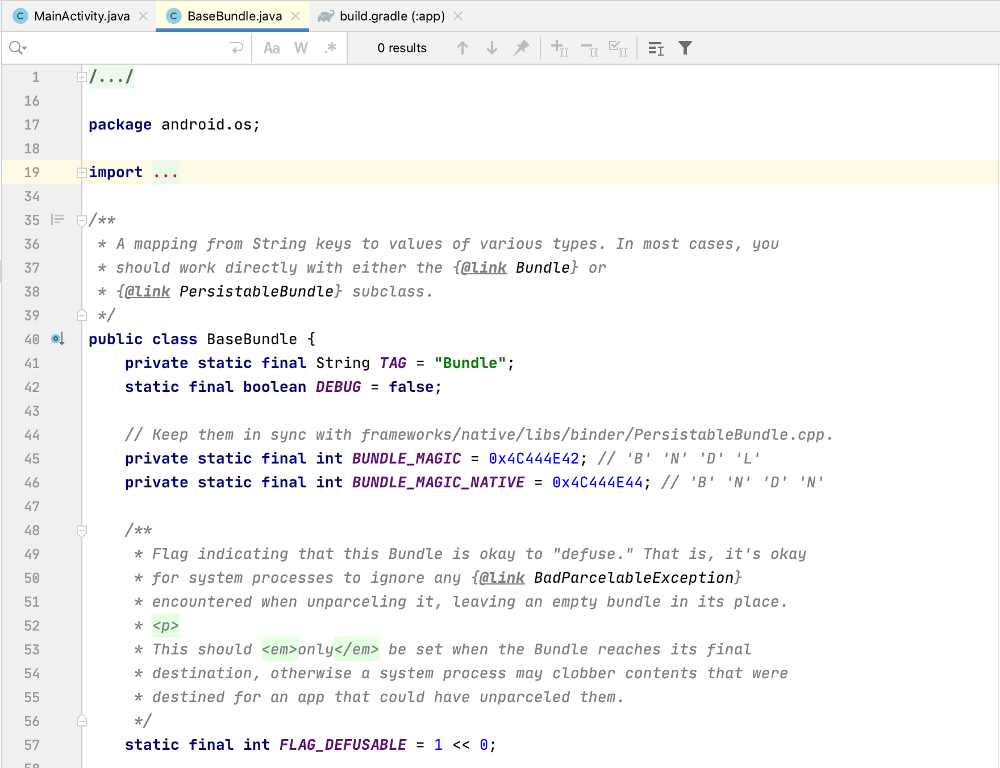 MainActivity.java BaseBundle.java build.gradle (:app)
Aa W .* 0 results
1 /.../
16
17 package android.os;
18
19 import ...
34
35 /**
36 * A mapping from String keys to values of various types. In most cases, you
37 * should work directly with either the {@link Bundle} or
38 * {@link PersistableBundle} subclass.
39 */
40 public class BaseBundle {
41 private static final String TAG = "Bundle";
42 static final boolean DEBUG = false;
43
44 // Keep them in sync with frameworks/native/libs/binder/PersistableBundle.cpp.
45 private static final int BUNDLE_MAGIC = 0x4C444E42; // 'B' 'N' 'D' 'L'
46 private static final int BUNDLE_MAGIC_NATIVE = 0x4C444E44; // 'B' 'N' 'D' 'N'
47
48 /**
49 * Flag indicating that this Bundle is okay to "defuse." That is, it's okay
50 * for system processes to ignore any {@link BadParcelableException}
51 * encountered when unparceling it, leaving an empty bundle in its place.
52 * <p>
53 * This should <em>only</em> be set when the Bundle reaches its final
54 * destination, otherwise a system process may clobber contents that were
55 * destined for an app that could have unparceled them.
56 */
57 static final int FLAG_DEFUSABLE = 1 << 0;
58